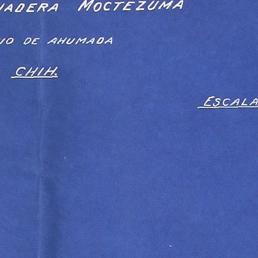 NADERA MOCTEZUMA
IO DE AHUMADA
CHIH.
ESCALA